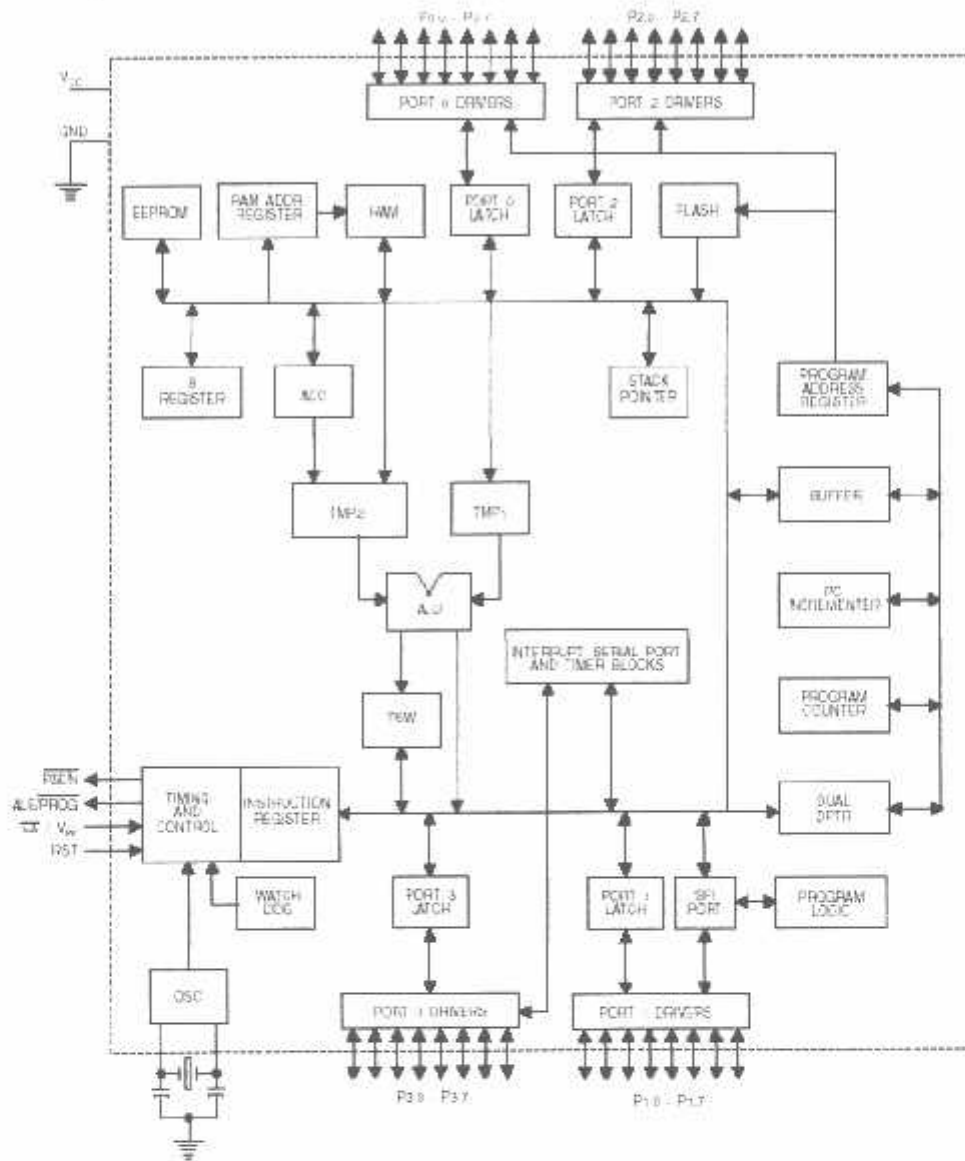 P2.0 - P2.7
V
GND
PORT 0 DRIVERS
PORT 2 DRIVERS
EEPROM
RAM ADDR
REGISTER
RAM
PORT 0
LATCH
PORT 2
LATCH
FLASH
B
REGISTER
ACC
STACK
POINTER
PROGRAM
ADDRESS
REGISTER
BUFFER
TMP2
TMP1
ALU
PC
INCREMENTER
INTERRUPT, SERIAL PORT
AND TIMER BLOCKS
PROGRAM
COUNTER
PSW
PSEN
ALE/PROG
EA / V
RST
TIMING
AND
CONTROL
INSTRUCTION
REGISTER
DUAL
DPTR
WATCH
DOG
PORT 3
LATCH
PORT 1
LATCH
SPI
PORT
PROGRAM
LOGIC
OSC
PORT 3 DRIVERS
PORT 1 DRIVERS
P3.0 - P3.7
P1.0 - P1.7